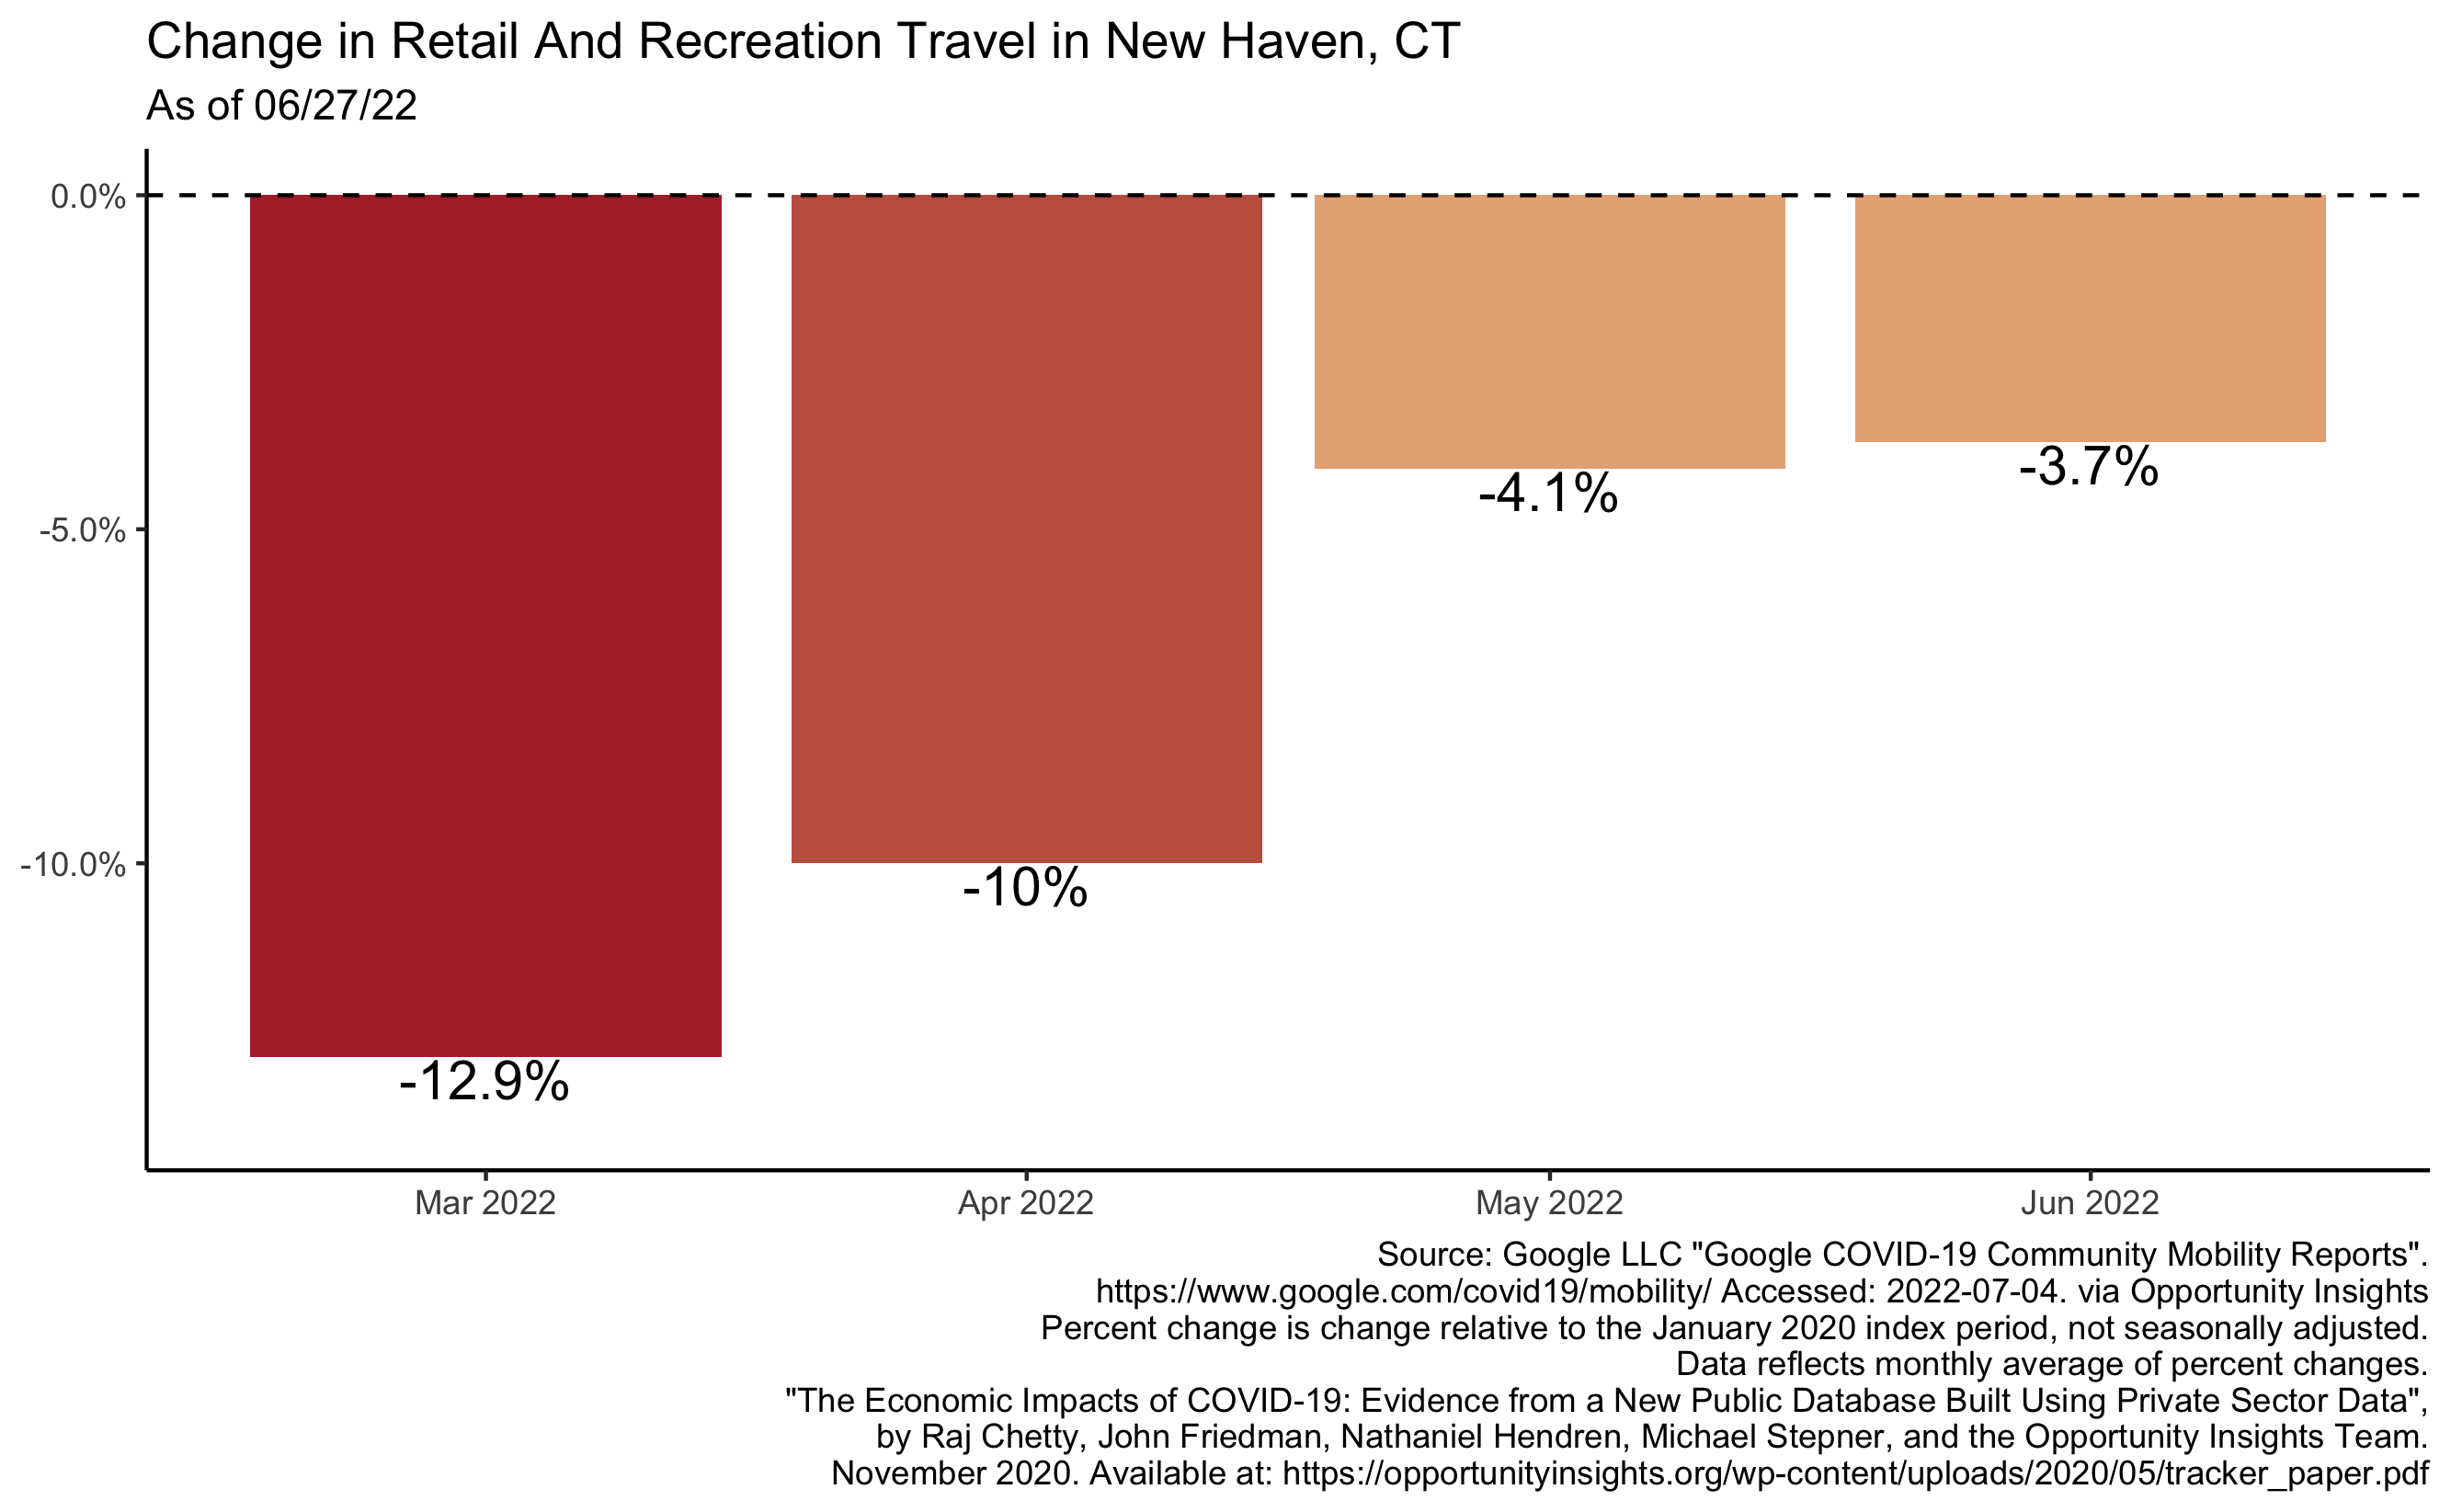 Change in Retail And Recreation Travel in New Haven, CT
As of 06/27/22
0.0%
-5.0%
-10.0%
-12.9%
-10%
-4.1%
-3.7%
Mar 2022
Apr 2022
May 2022
Jun 2022
Source: Google LLC "Google COVID-19 Community Mobility Reports".
https://www.google.com/covid19/mobility/ Accessed: 2022-07-04. via Opportunity Insights
Percent change is change relative to the January 2020 index period, not seasonally adjusted.
Data reflects monthly average of percent changes.
"The Economic Impacts of COVID-19: Evidence from a New Public Database Built Using Private Sector Data",
by Raj Chetty, John Friedman, Nathaniel Hendren, Michael Stepner, and the Opportunity Insights Team.
November 2020. Available at: https://opportunityinsights.org/wp-content/uploads/2020/05/tracker_paper.pdf